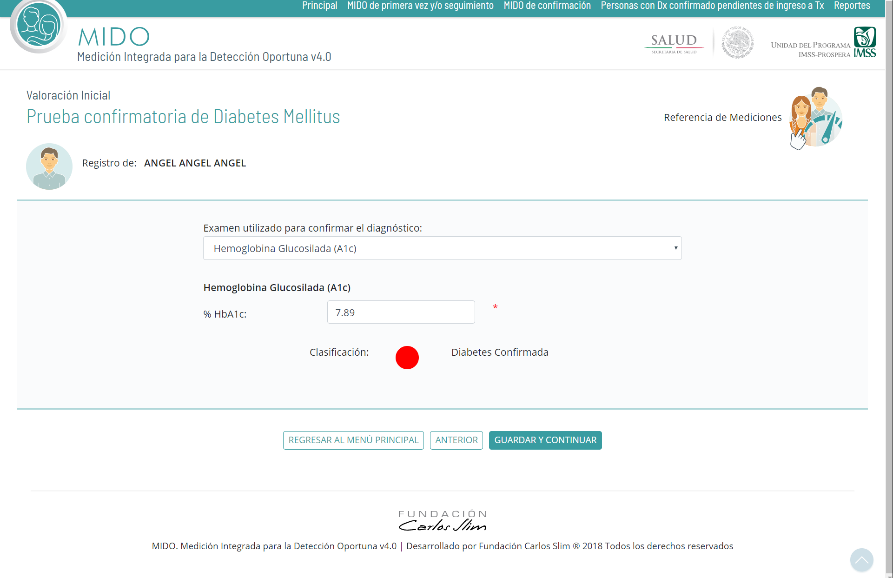 Principal MIDO de primera vez y/o seguimiento MIDO de confirmación Personas con Dx confirmado pendientes de ingreso a Tx Reportes
MIDO
Medición Integrada para la Detección Oportuna v4.0
SALUD
SECRETARÍA DE SALUD
UNIDAD DEL PROGRAMA
IMSS-PROSPERA
IMSS
Valoración Inicial
Prueba confirmatoria de Diabetes Mellitus
Referencia de Mediciones
Registro de: ANGEL ANGEL ANGEL
Examen utilizado para confirmar el diagnóstico:
Hemoglobina Glucosilada (A1c)
Hemoglobina Glucosilada (A1c)
% HbA1c: 7.89 *
Clasificación: Diabetes Confirmada
REGRESAR AL MENÚ PRINCIPAL ANTERIOR GUARDAR Y CONTINUAR
FUNDACIÓN
Carlos Slim
MIDO. Medición Integrada para la Detección Oportuna v4.0 | Desarrollado por Fundación Carlos Slim ® 2018 Todos los derechos reservados